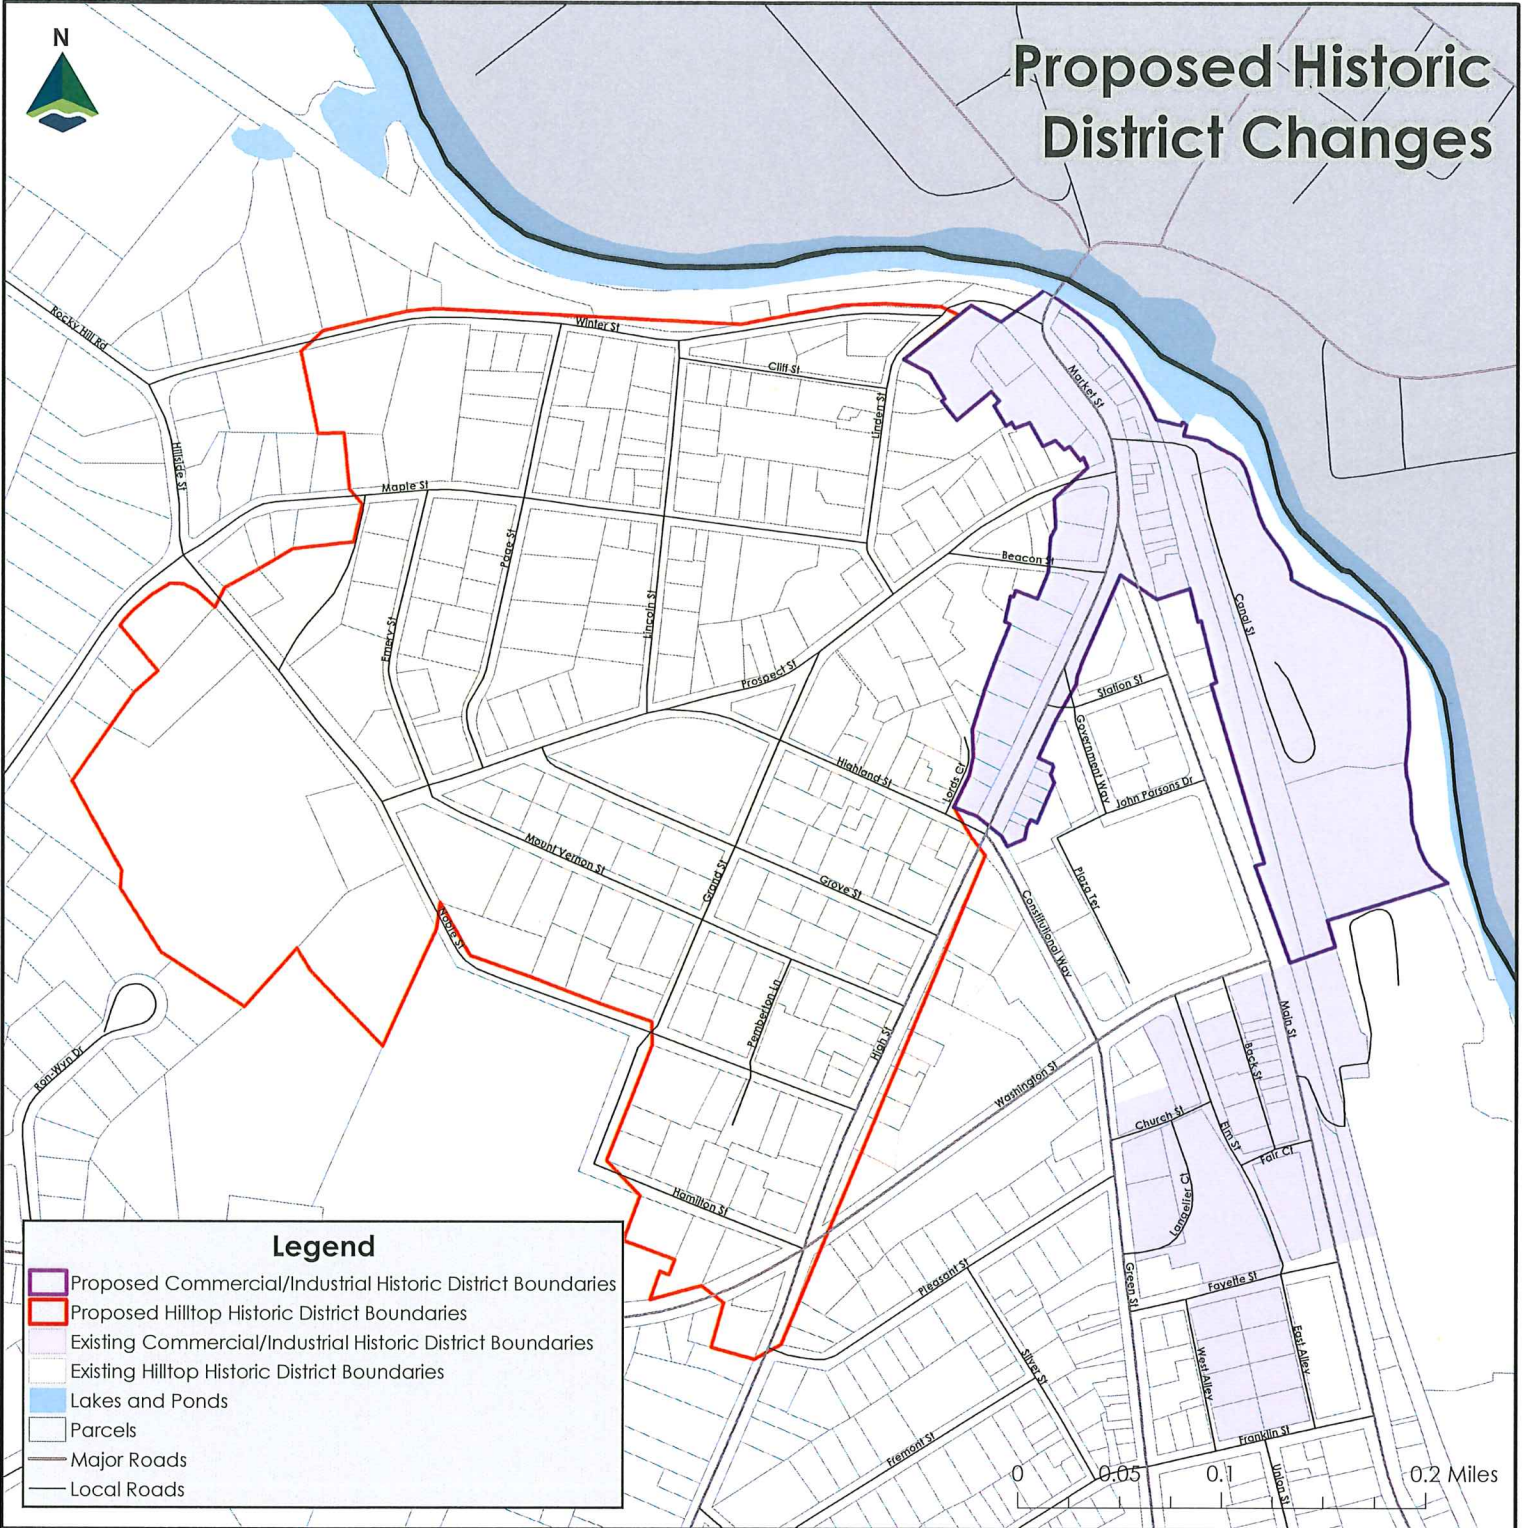 N
Proposed Historic
District Changes
Rocky Hill Rd
Winter St
Cliff St
Market St
Linden St
Hillside St
Maple St
Page St
Beacon St
Canal St
Emery St
Lincoln St
Prospect St
Station St
Government Way
Highland St
Lords Ct
John Parsons Dr
Mount Vernon St
Grand St
Grove St
Plaza Ter
Constitutional Way
Noble St
Pemberton Ln
High St
Main St
Ron-Wyn Dr
Back St
Washington St
Church St
Elm St
Fair Ct
Hamilton St
Langelier Ct
Pleasant St
Green St
Fayette St
Silver St
West Alley
East Alley
Fremont St
Franklin St
Union St
Legend
Proposed Commercial/Industrial Historic District Boundaries
Proposed Hilltop Historic District Boundaries
Existing Commercial/Industrial Historic District Boundaries
Existing Hilltop Historic District Boundaries
Lakes and Ponds
Parcels
Major Roads
Local Roads
0 0.05 0.1 0.2 Miles